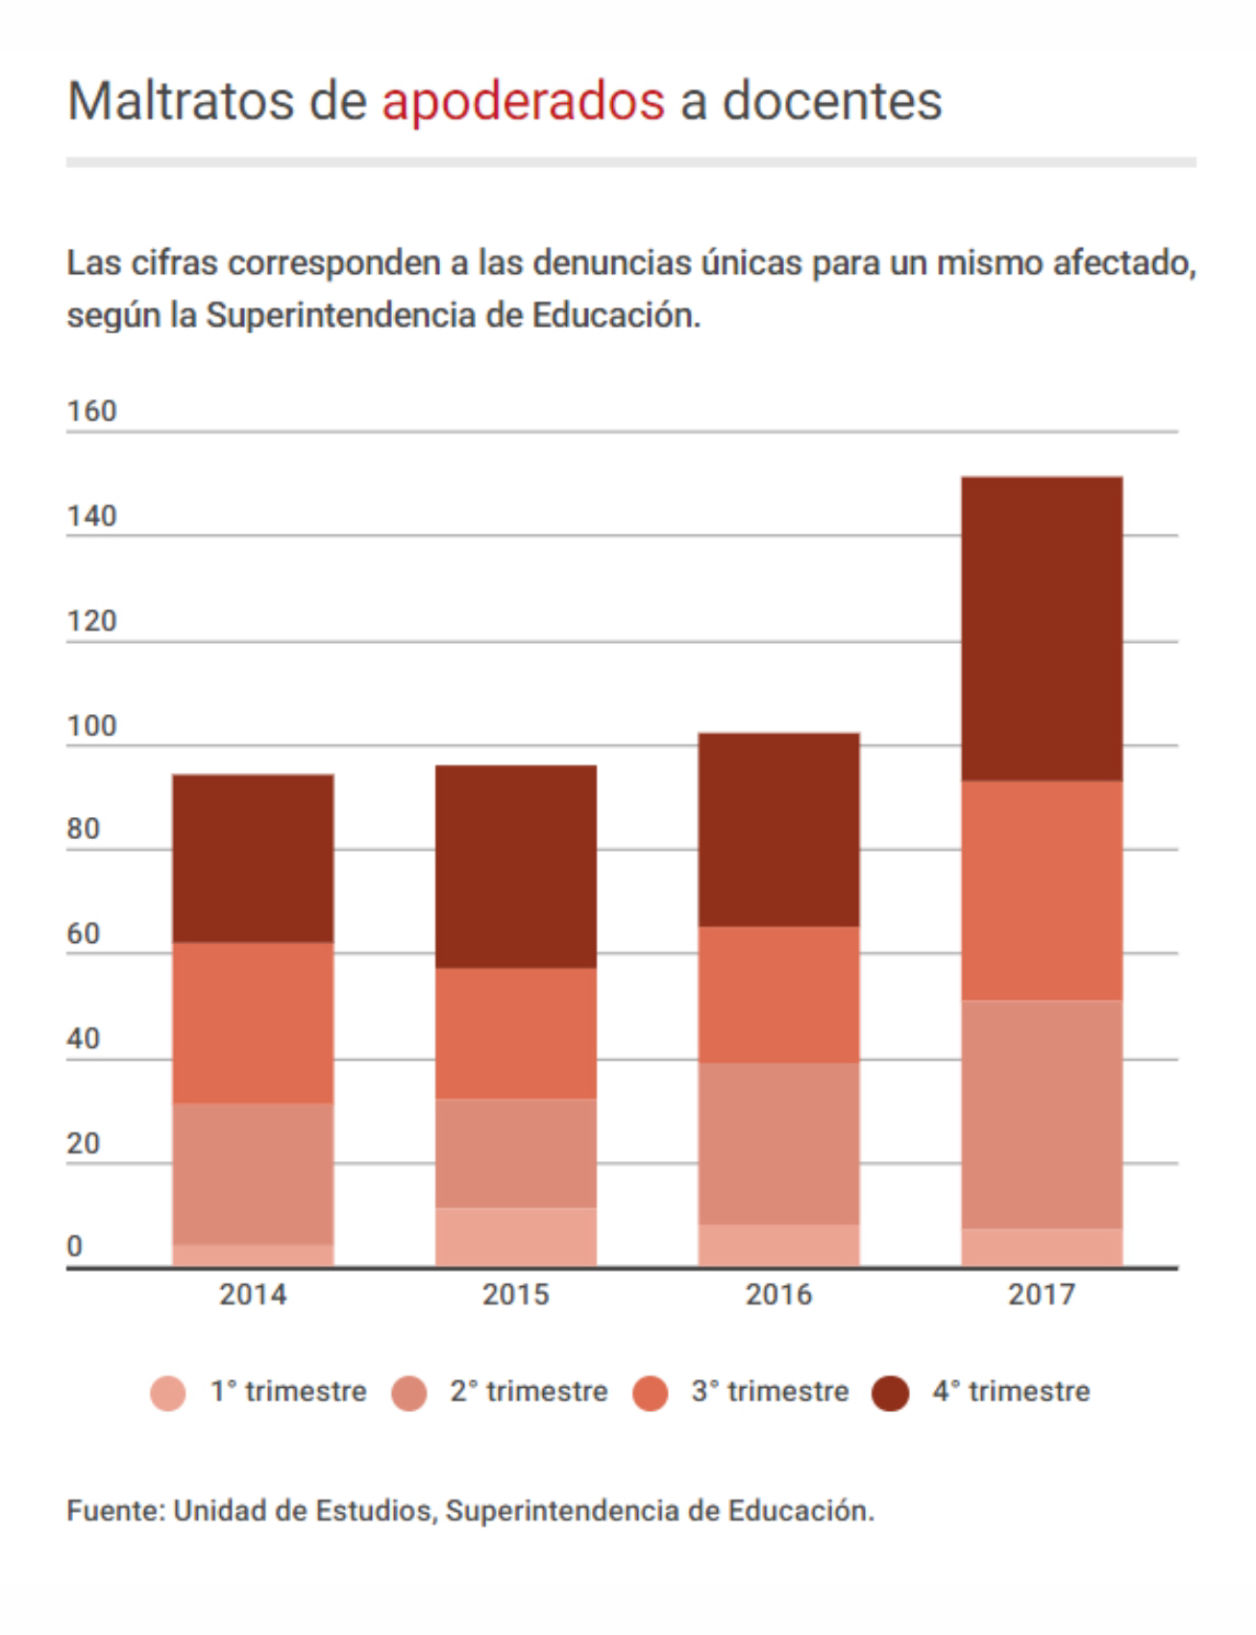 Maltratos de apoderados a docentes
Las cifras corresponden a las denuncias únicas para un mismo afectado,
según la Superintendencia de Educación.
160
140
120
100
80
60
40
20
0
2014 2015 2016 2017
1° trimestre 2° trimestre 3° trimestre 4° trimestre
Fuente: Unidad de Estudios, Superintendencia de Educación.